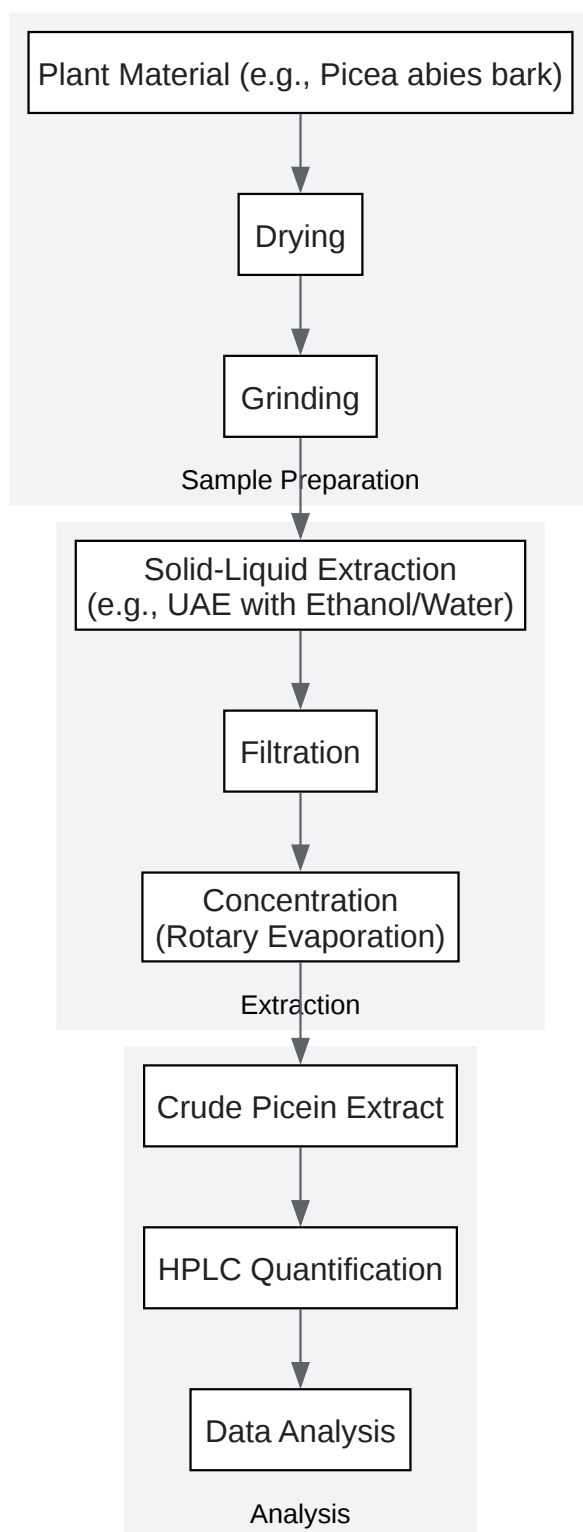 Plant Material (e.g., Picea abies bark)
Drying
Grinding
Sample Preparation
Solid-Liquid Extraction
(e.g., UAE with Ethanol/Water)
Filtration
Concentration
(Rotary Evaporation)
Extraction
Crude Picein Extract
HPLC Quantification
Data Analysis
Analysis